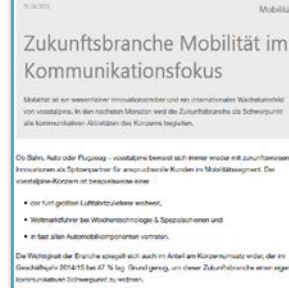 Mobilitä
Zukunftsbranche Mobilität im
Kommunikationsfokus
Mobilität ist ein wesentlicher Innovationstreiber und ein internationales Wachstumsfeld
von voestalpine. In den nächsten Monaten wird die Zukunftsbranche als Schwerpunkt
alle kommunikativen Aktivitäten des Konzerns begleiten.
Ob Bahn, Auto oder Flugzeug – voestalpine beweist sich immer wieder mit zukunftsweisen
Innovationen als Spitzenpartner für anspruchsvolle Kunden im Mobilitätssegment. Der
voestalpine-Konzern ist beispielsweise einer
• der fünf größten Luftfahrtzulieferer weltweit,
• Weltmarktführer bei Weichentechnologie & Spezialschienen und
• in fast allen Automobilkomponenten vertreten.
Die Wichtigkeit der Branche spiegelt sich auch im Anteil am Konzernumsatz wider, der im
Geschäftsjahr 2014/15 bei 47 % lag. Grund genug, um dieser Zukunftsbranche einen eigen
kommunikativen Schwerpunkt zu widmen.